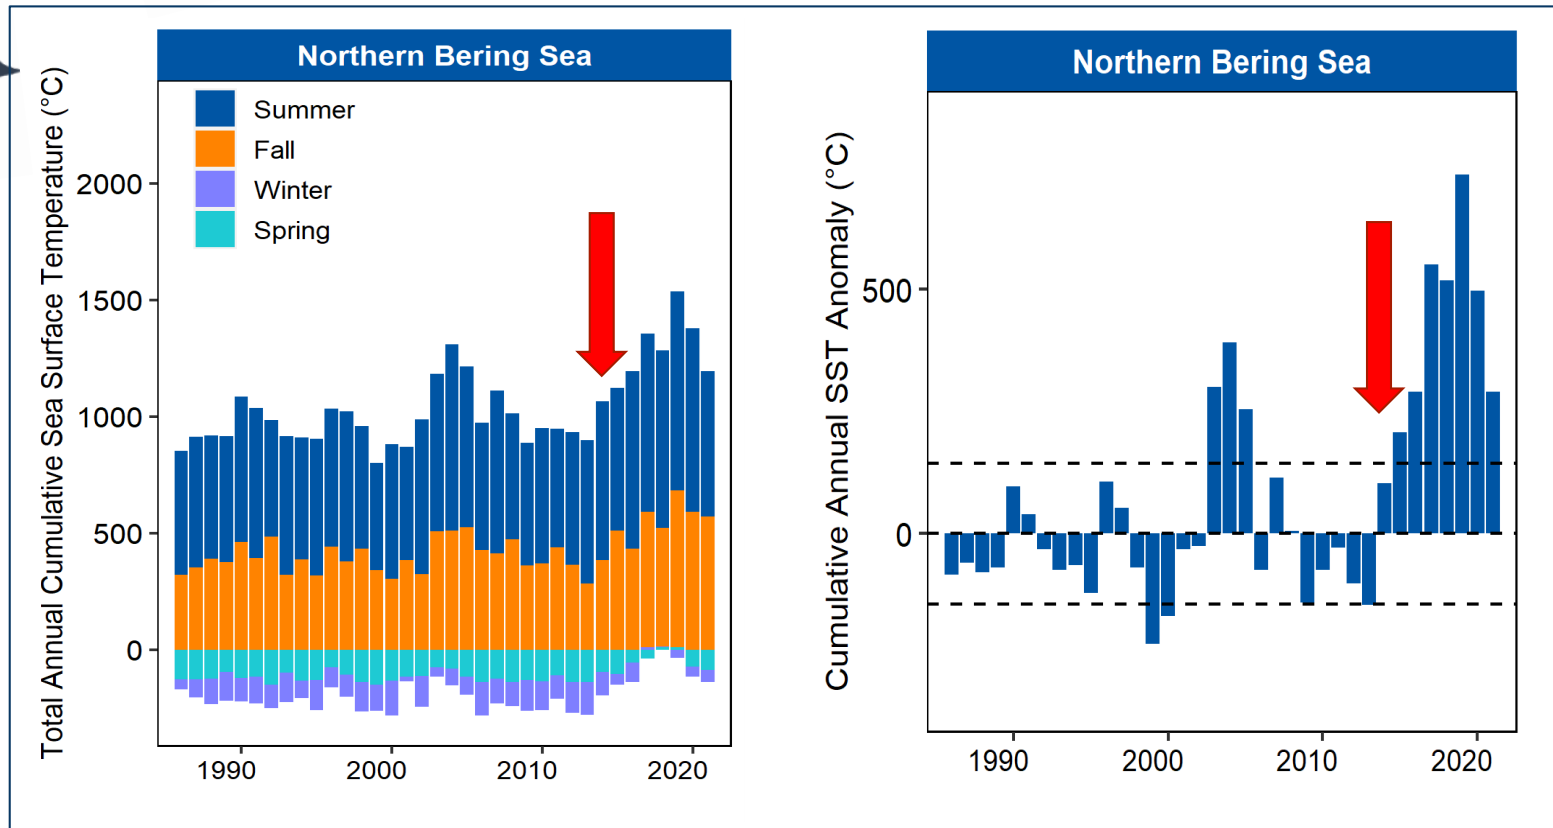 Northern Bering Sea
Total Annual Cumulative Sea Surface Temperature (°C)
Summer
Fall
Winter
Spring
2000
1500
1000
500
0
1990
2000
2010
2020
Northern Bering Sea
Cumulative Annual SST Anomaly (°C)
500
0
1990
2000
2010
2020